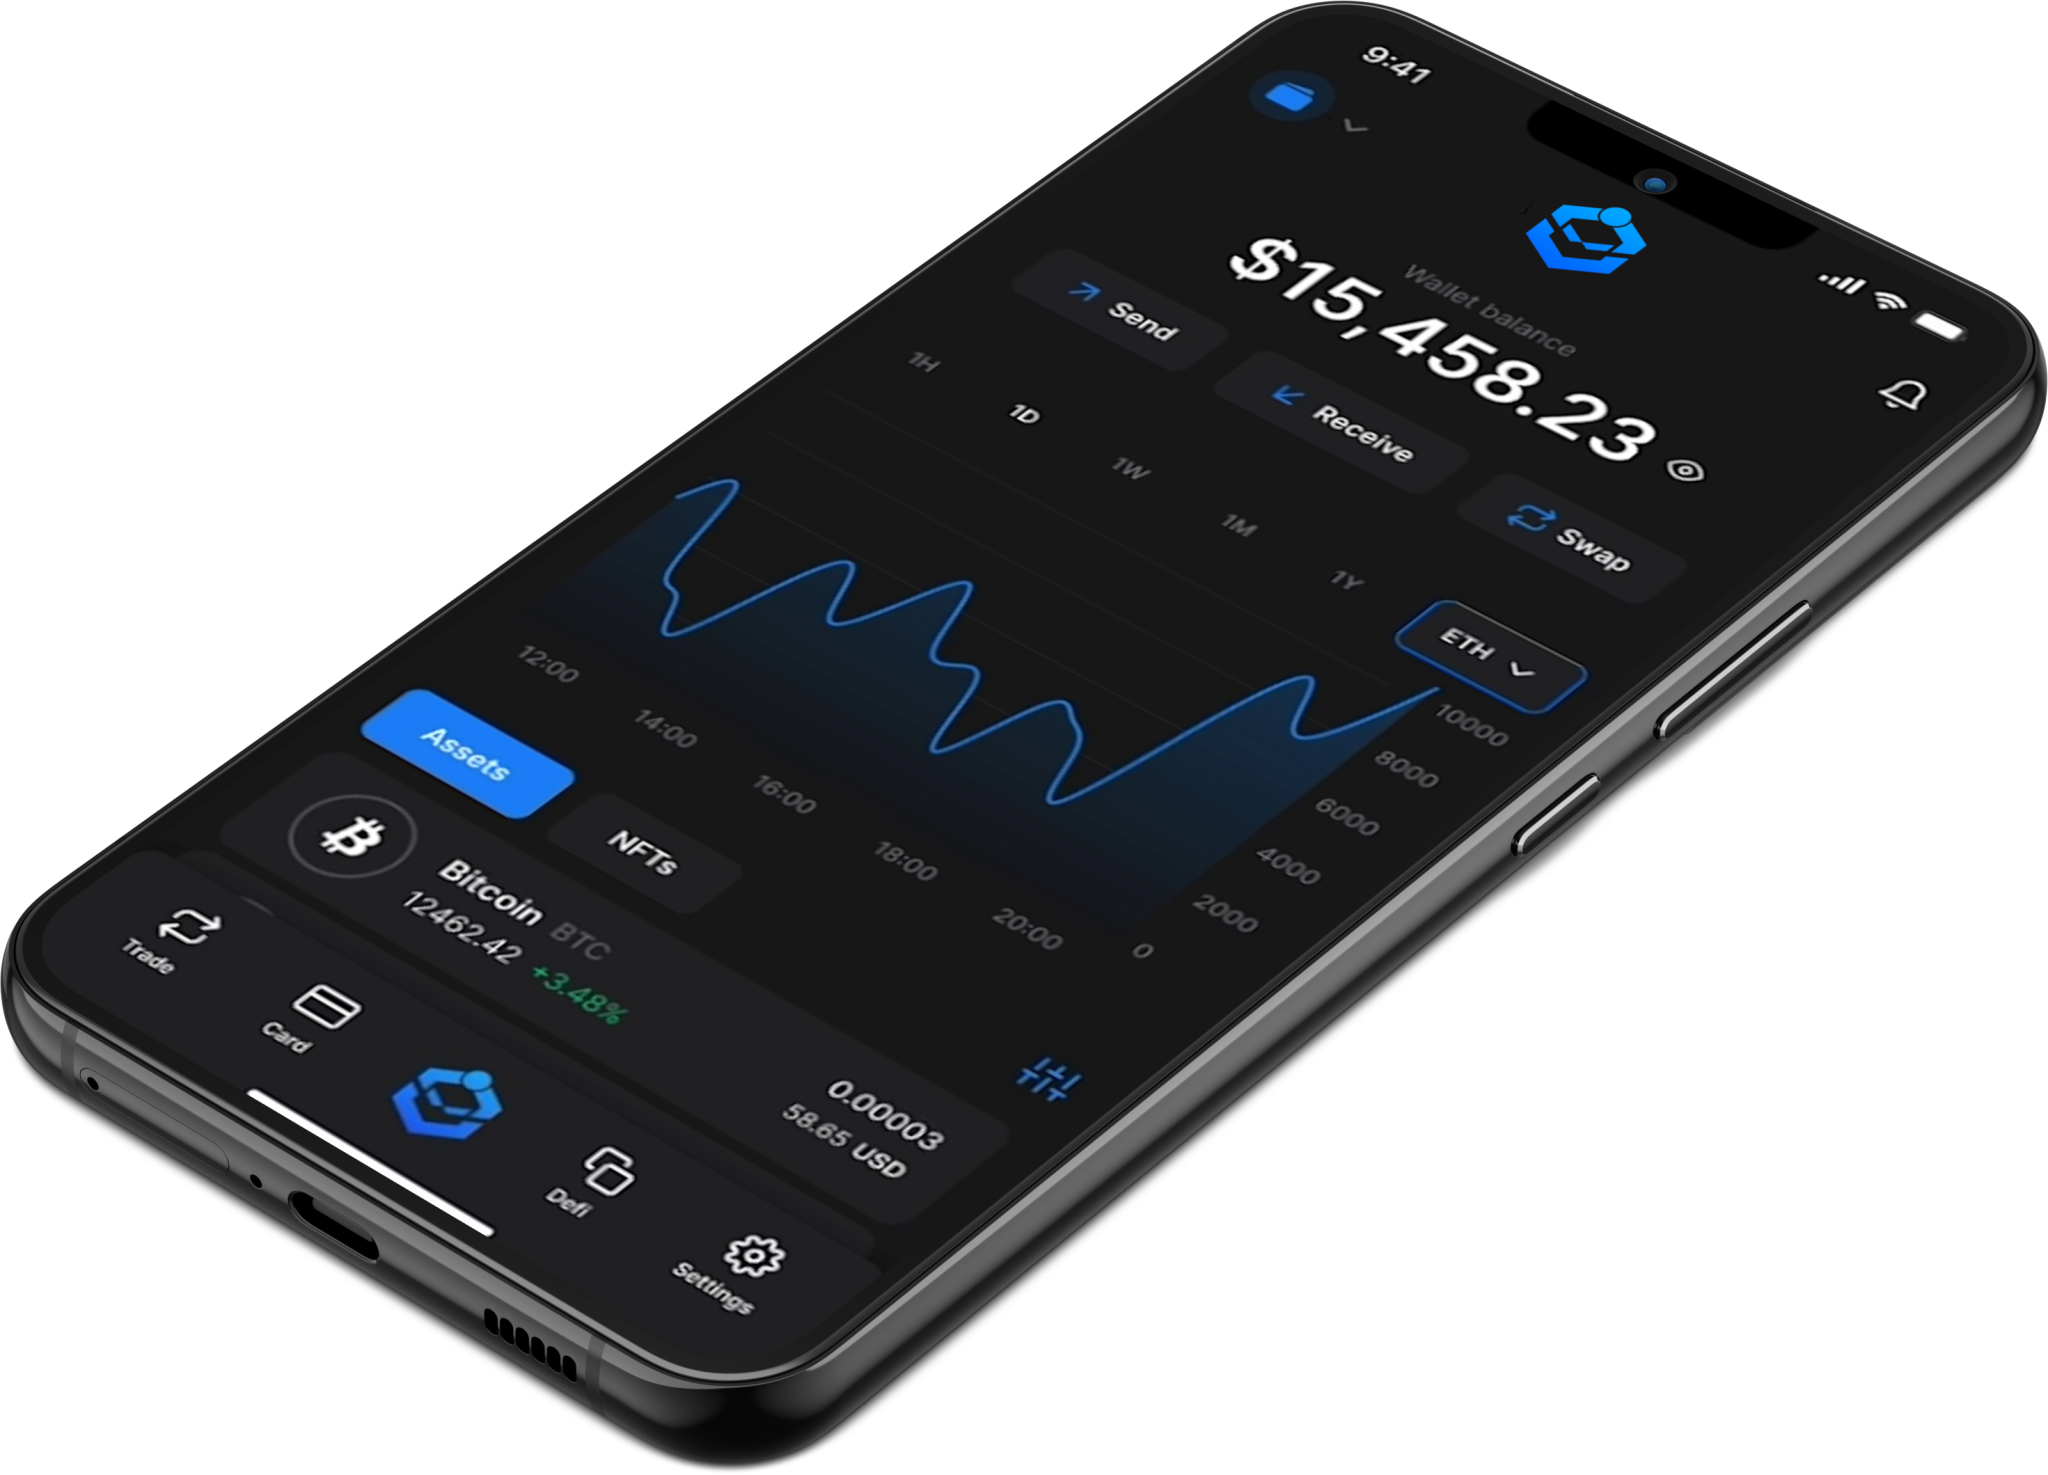 9:41
Wallet balance
$15,458.23
Send
Receive
Swap
1H
1D
1W
1M
1Y
ETH
10000
8000
6000
4000
2000
0
12:00
14:00
16:00
18:00
20:00
Assets
NFTs
Bitcoin BTC
12462.42 +3.48%
0.00003
58.65 USD
Trade
Card
Defi
Settings